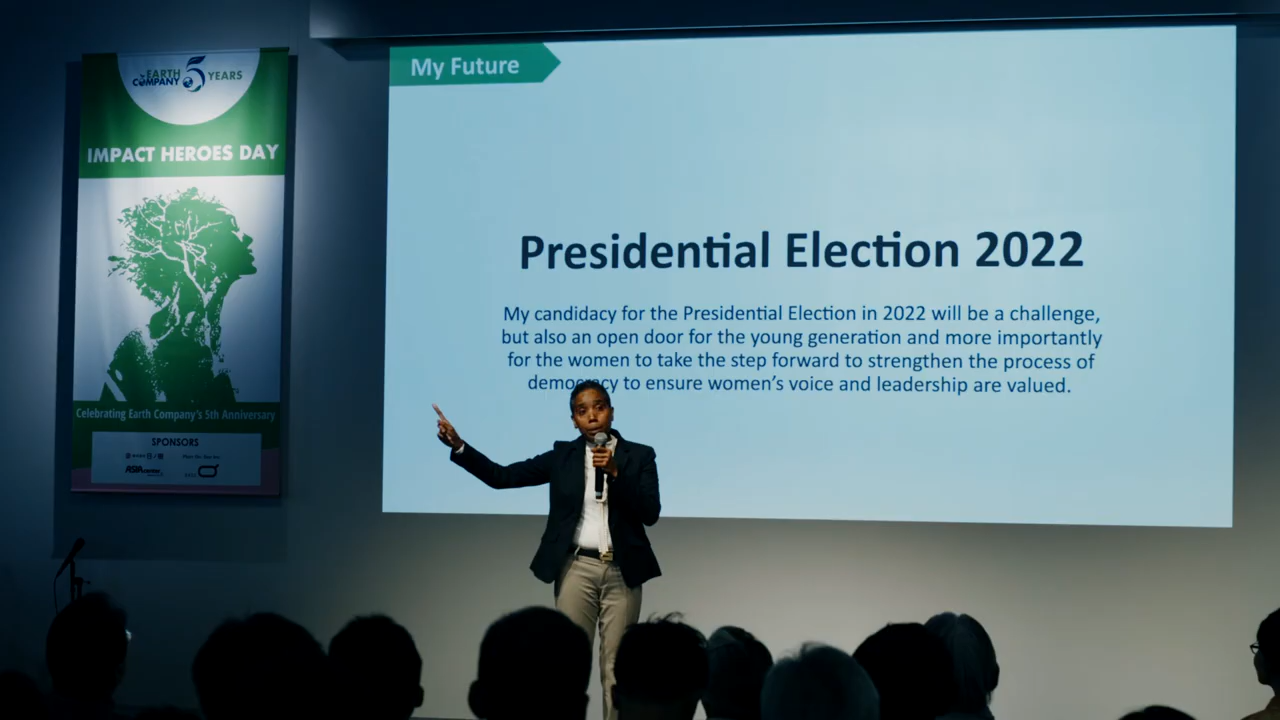 EARTH COMPANY 5 YEARS
IMPACT HEROES DAY
Celebrating Earth Company's 5th Anniversary
SPONSORS
ASIA
My Future
Presidential Election 2022
My candidacy for the Presidential Election in 2022 will be a challenge,
but also an open door for the young generation and more importantly
for the women to take the step forward to strengthen the process of
democracy to ensure women's voice and leadership are valued.